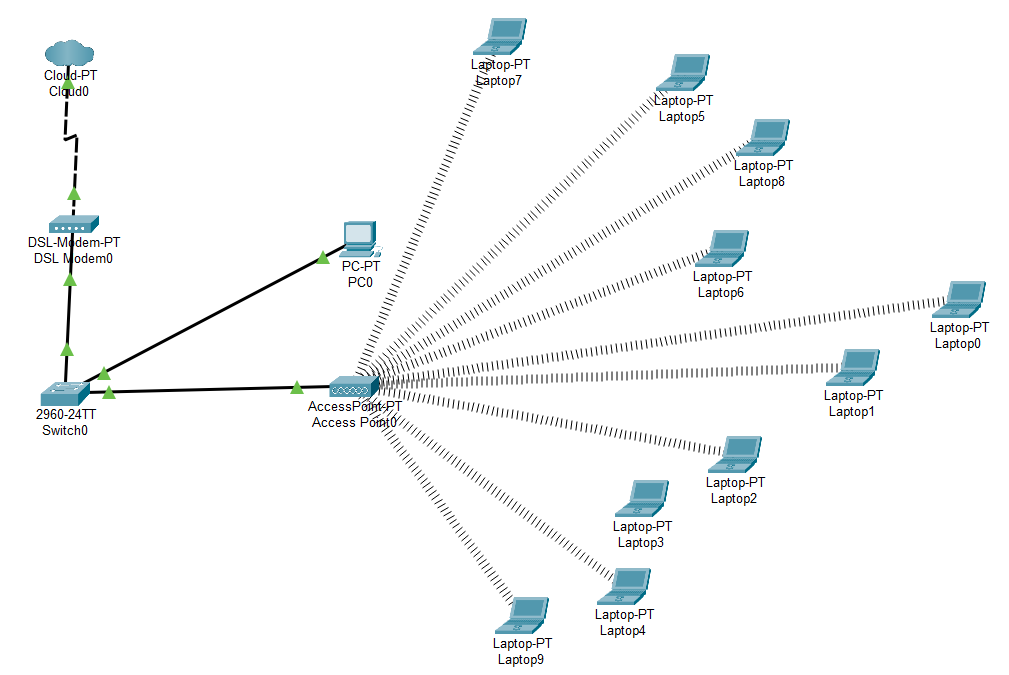 Laptop-PT
Laptop7
Cloud-PT
Cloud0
Laptop-PT
Laptop5
Laptop-PT
Laptop8
DSL-Modem-PT
DSL Modem0
PC-PT
PC0
Laptop-PT
Laptop6
Laptop-PT
Laptop0
Laptop-PT
Laptop1
2960-24TT
Switch0
AccessPoint-PT
Access Point0
Laptop-PT
Laptop2
Laptop-PT
Laptop3
Laptop-PT
Laptop4
Laptop-PT
Laptop9